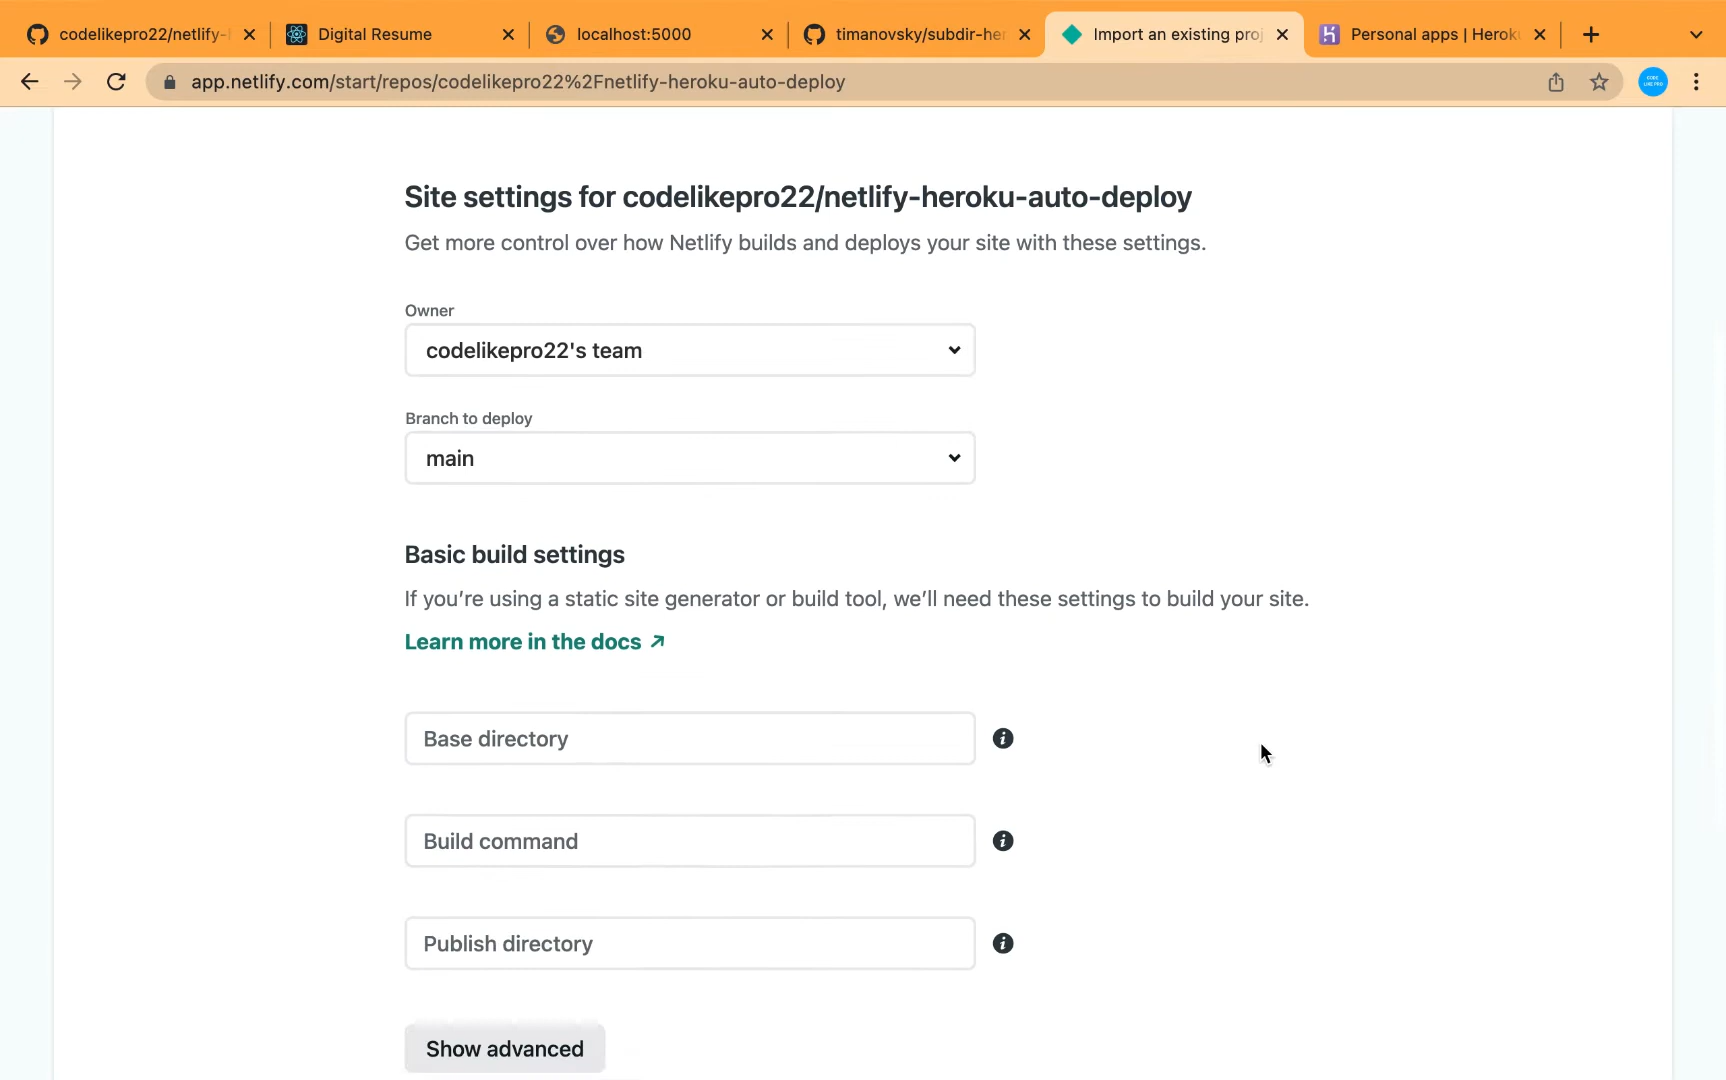 codelikepro22/netlify-
Digital Resume
localhost:5000
timanovsky/subdir-her
Import an existing proj
Personal apps | Heroku
app.netlify.com/start/repos/codelikepro22%2Fnetlify-heroku-auto-deploy
Site settings for codelikepro22/netlify-heroku-auto-deploy
Get more control over how Netlify builds and deploys your site with these settings.
Owner
codelikepro22's team
Branch to deploy
main
Basic build settings
If you’re using a static site generator or build tool, we’ll need these settings to build your site.
Learn more in the docs ↗
Base directory
Build command
Publish directory
Show advanced